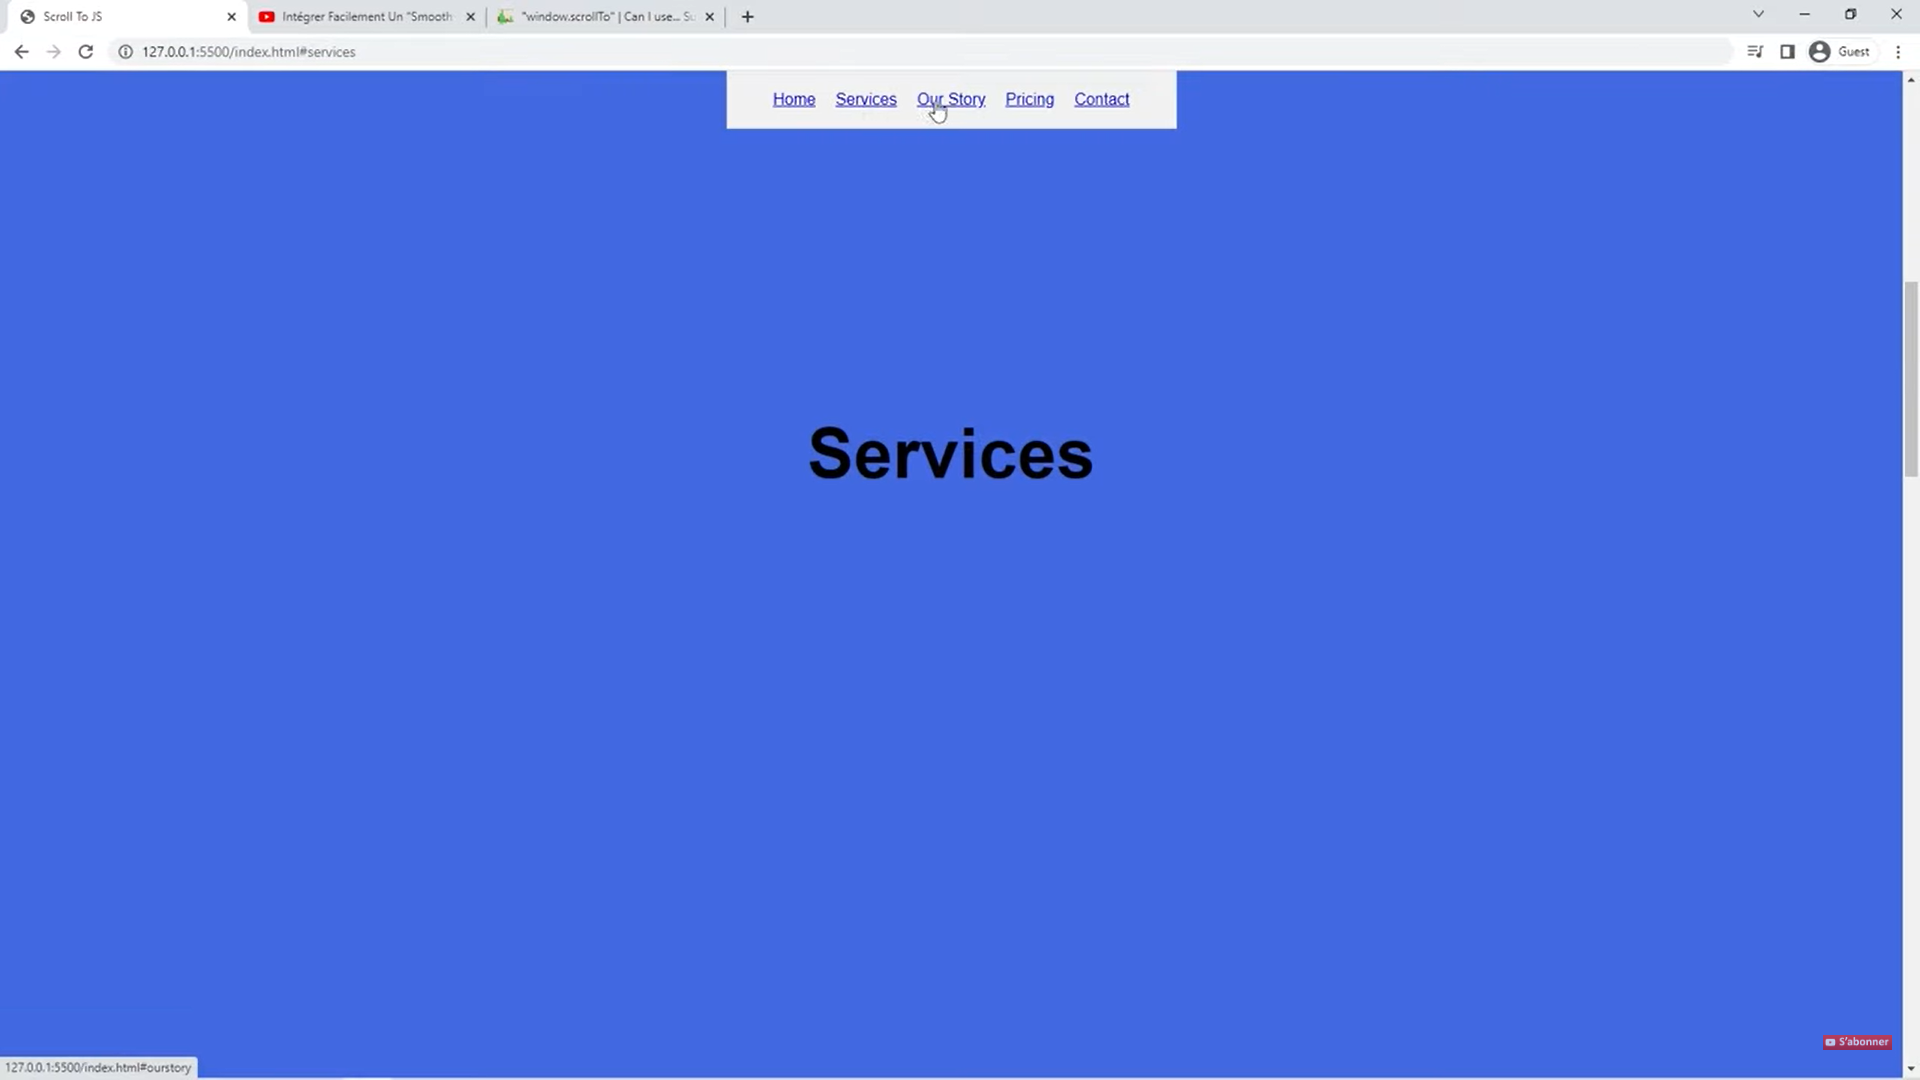 Scroll To JS
Intégrer Facilement Un "Smooth
"window.scrollTo" | Can I use... Su
127.0.0.1:5500/index.html#services
Guest
Home Services Our Story Pricing Contact
Services
S'abonner
127.0.0.1:5500/index.html#ourstory